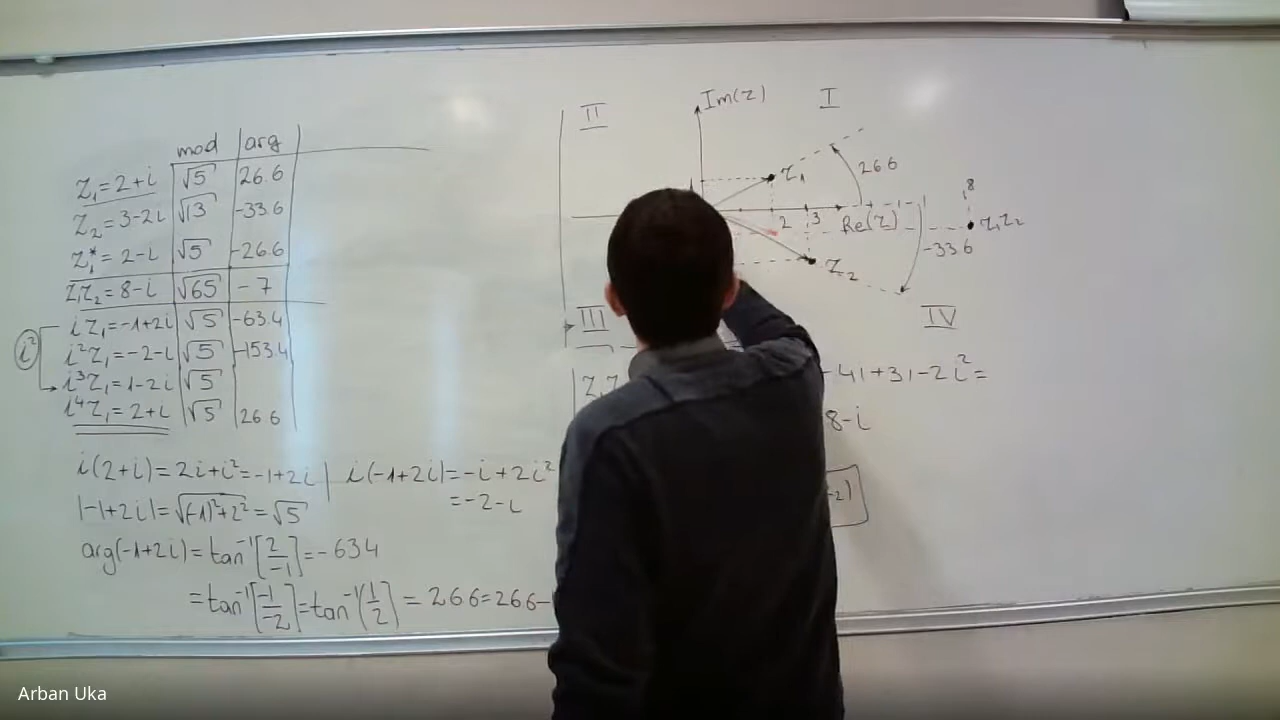 mod arg
Z₁ = 2+i √5 26.6
Z₂ = 3-2i √13 -33.6
Z₁* = 2-i √5 -26.6
Z₁Z₂ = 8-i √65 -7
iZ₁ = -1+2i √5 -63.4
i² i²Z₁ = -2-i √5 -153.4
i³Z₁ = 1-2i √5
i⁴Z₁ = 2+i √5 26.6
i(2+i) = 2i+i² = -1+2i | i(-1+2i) = -i+2i²
= -2-i
|-1+2i| = √(-1)²+2² = √5
arg(-1+2i) = tan⁻¹[2/-1] = -63.4
= tan⁻¹[-1/-2] = tan⁻¹(1/2) = 26.6 = 26.6-
II Im(z) I
Z₁ 26.6
2 3 Re(z) 8 Z₁Z₂
-33.6
Z₂
III IV
-4i+3i-2i² =
8-i
-2)
Arban Uka